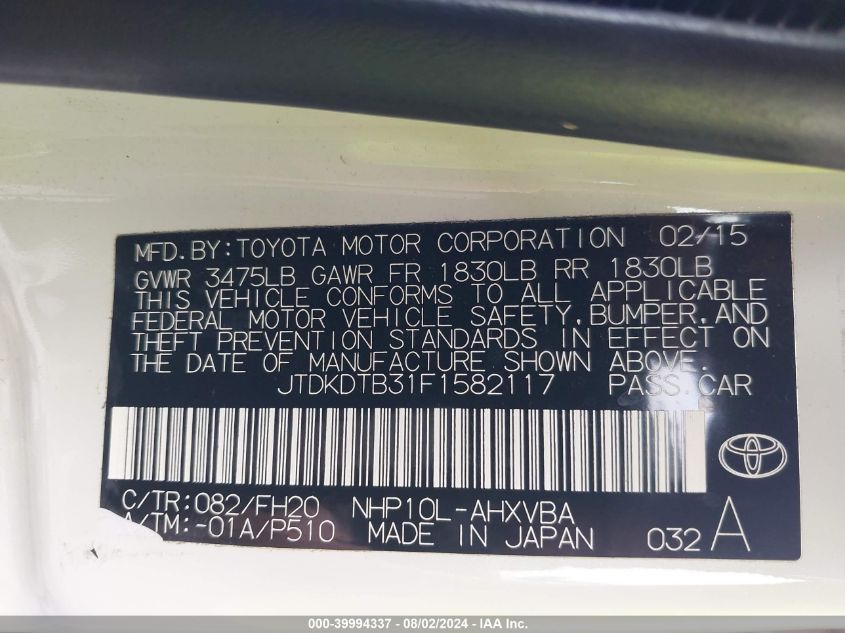 MFD.BY:TOYOTA MOTOR CORPORATION 02/15
GVWR 3475LB GAWR FR 1830LB RR 1830LB
THIS VEHICLE CONFORMS TO ALL APPLICABLE
FEDERAL MOTOR VEHICLE SAFETY,BUMPER,AND
THEFT PREVENTION STANDARDS IN EFFECT ON
THE DATE OF MANUFACTURE SHOWN ABOVE.
JTDKDTB31F1582117 PASS.CAR
C/TR:082/FH20 NHP10L-AHXVBA
A/TM:-01A/P510 MADE IN JAPAN 032 A
000-39994337 - 08/02/2024 - IAA Inc.